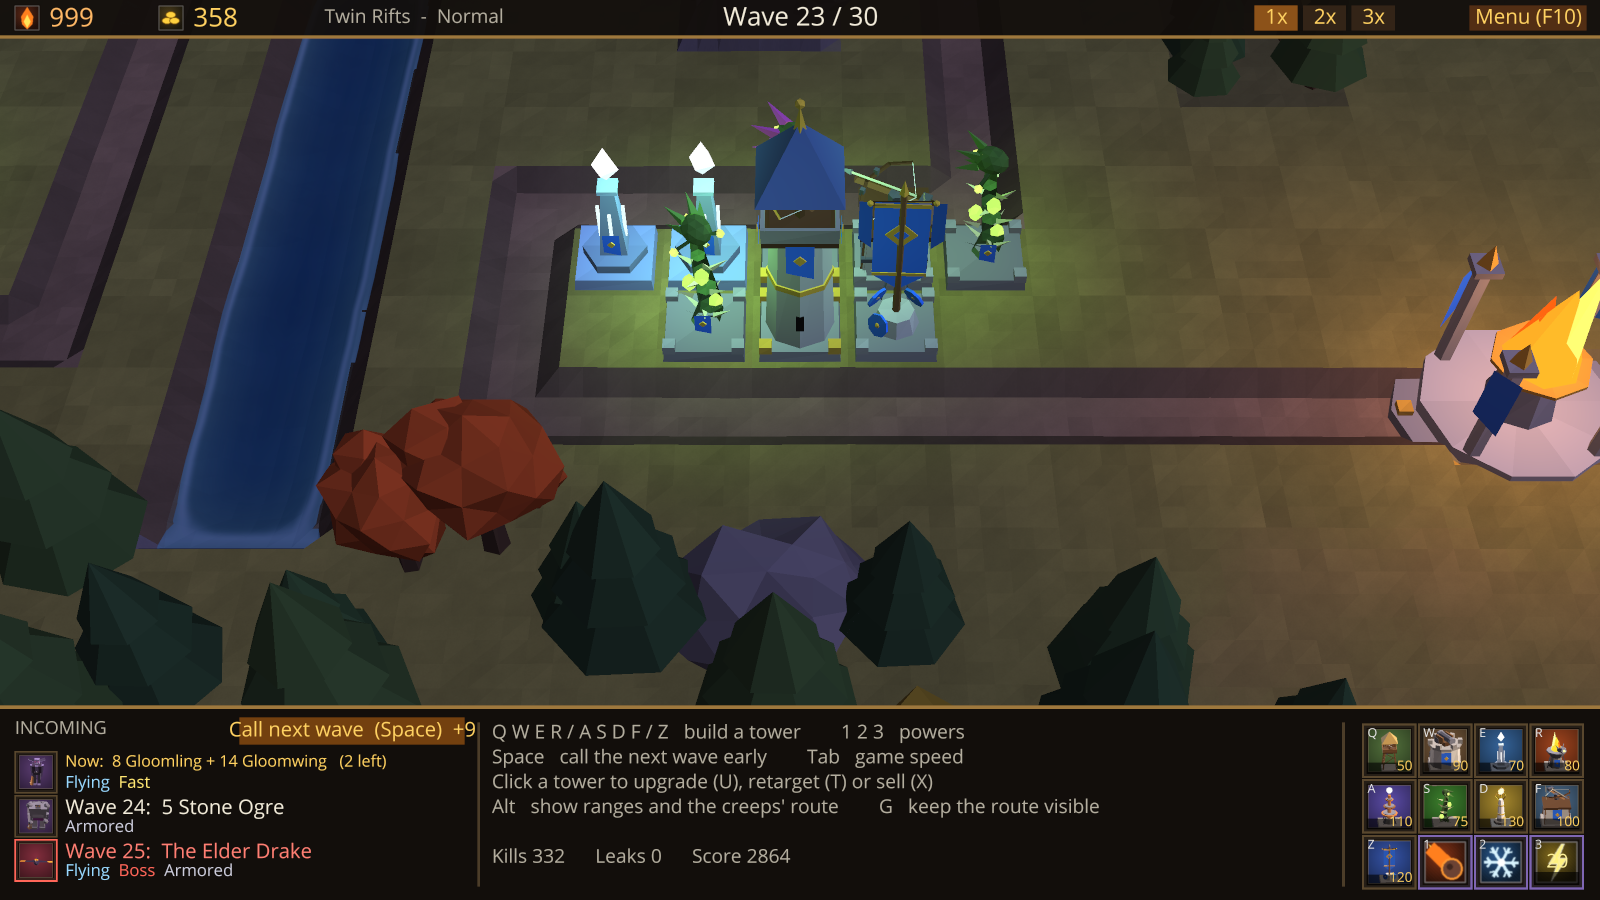 999
358
Twin Rifts - Normal
Wave 23 / 30
1x 2x 3x
Menu (F10)
INCOMING
Call next wave (Space) +9
Now: 8 Gloomling + 14 Gloomwing (2 left)
Flying Fast
Wave 24: 5 Stone Ogre
Armored
Wave 25: The Elder Drake
Flying Boss Armored
Q W E R / A S D F / Z build a tower 1 2 3 powers
Space call the next wave early Tab game speed
Click a tower to upgrade (U), retarget (T) or sell (X)
Alt show ranges and the creeps' route G keep the route visible
Kills 332 Leaks 0 Score 2864
Q 50 W 90 E 70 R 80
A 110 S 75 D 130 F 100
Z 120 1 2 3 20